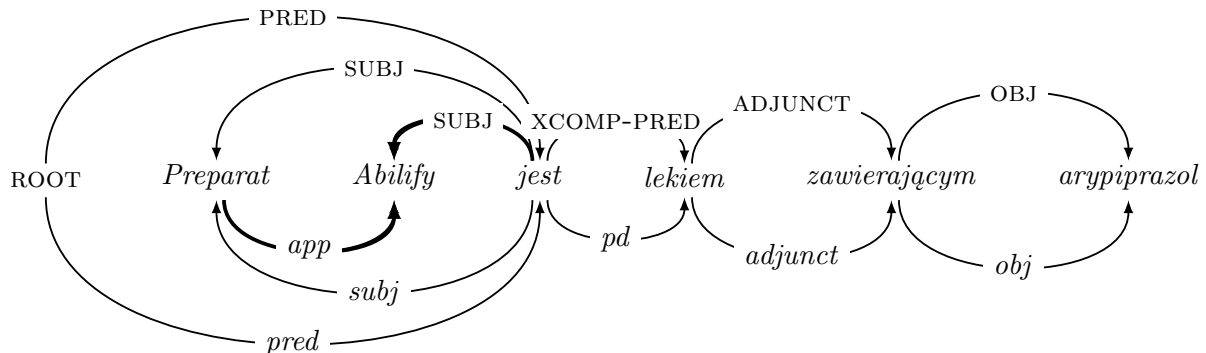 PRED
SUBJ
SUBJ XCOMP-PRED ADJUNCT OBJ
ROOT Preparat Abilify jest lekiem zawierającym arypiprazol
app pd adjunct obj
subj
pred